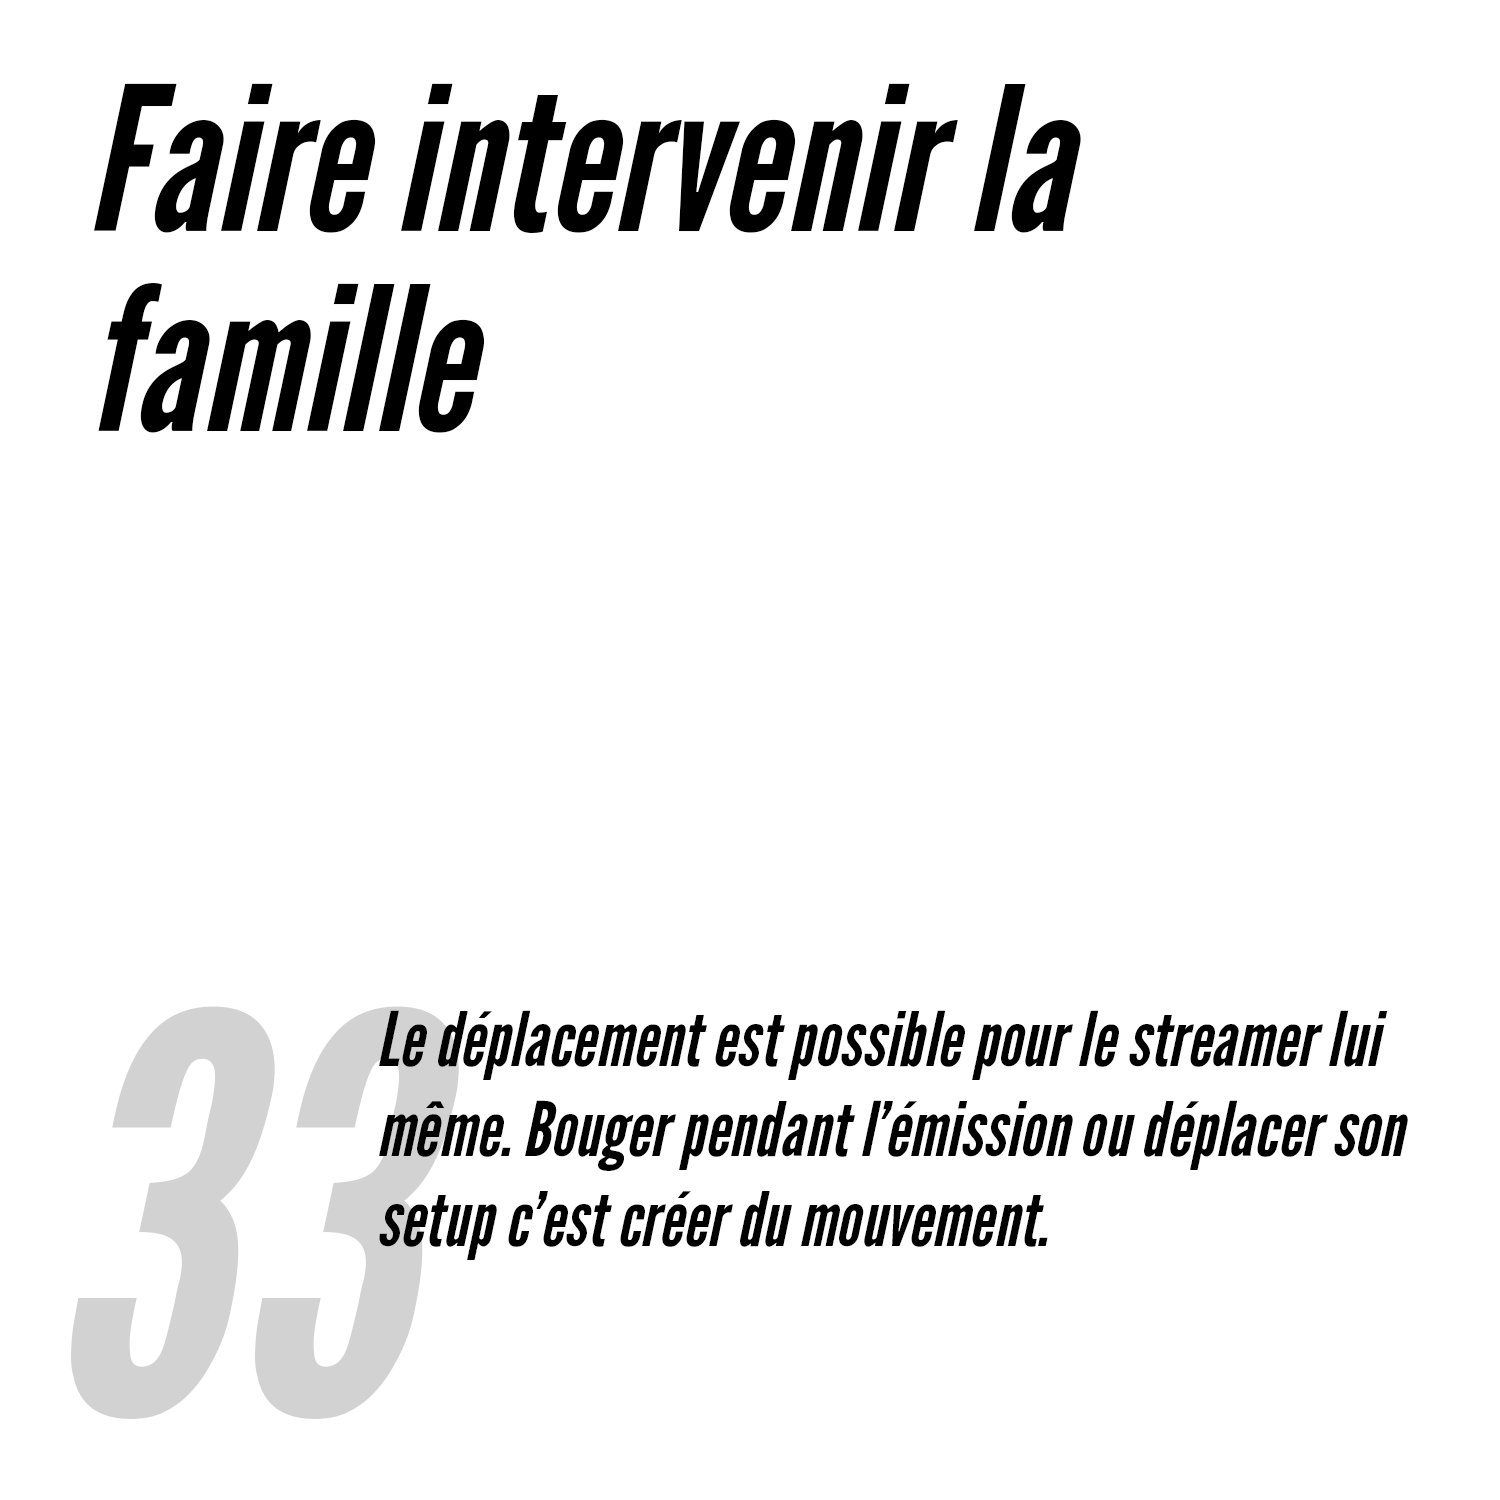 Faire intervenir la
famille
33
Le déplacement est possible pour le streamer lui
même. Bouger pendant l’émission ou déplacer son
setup c’est créer du mouvement.